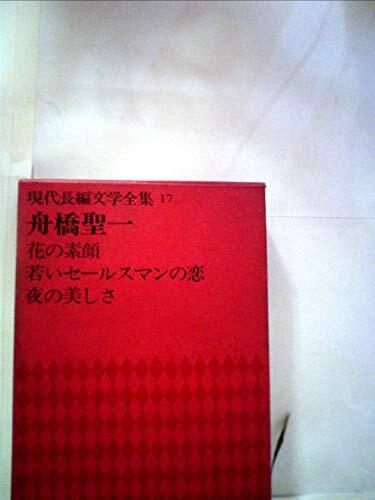 現代長編文学全集 17
舟橋聖一
花の素顔
若いセールスマンの恋
夜の美しさ